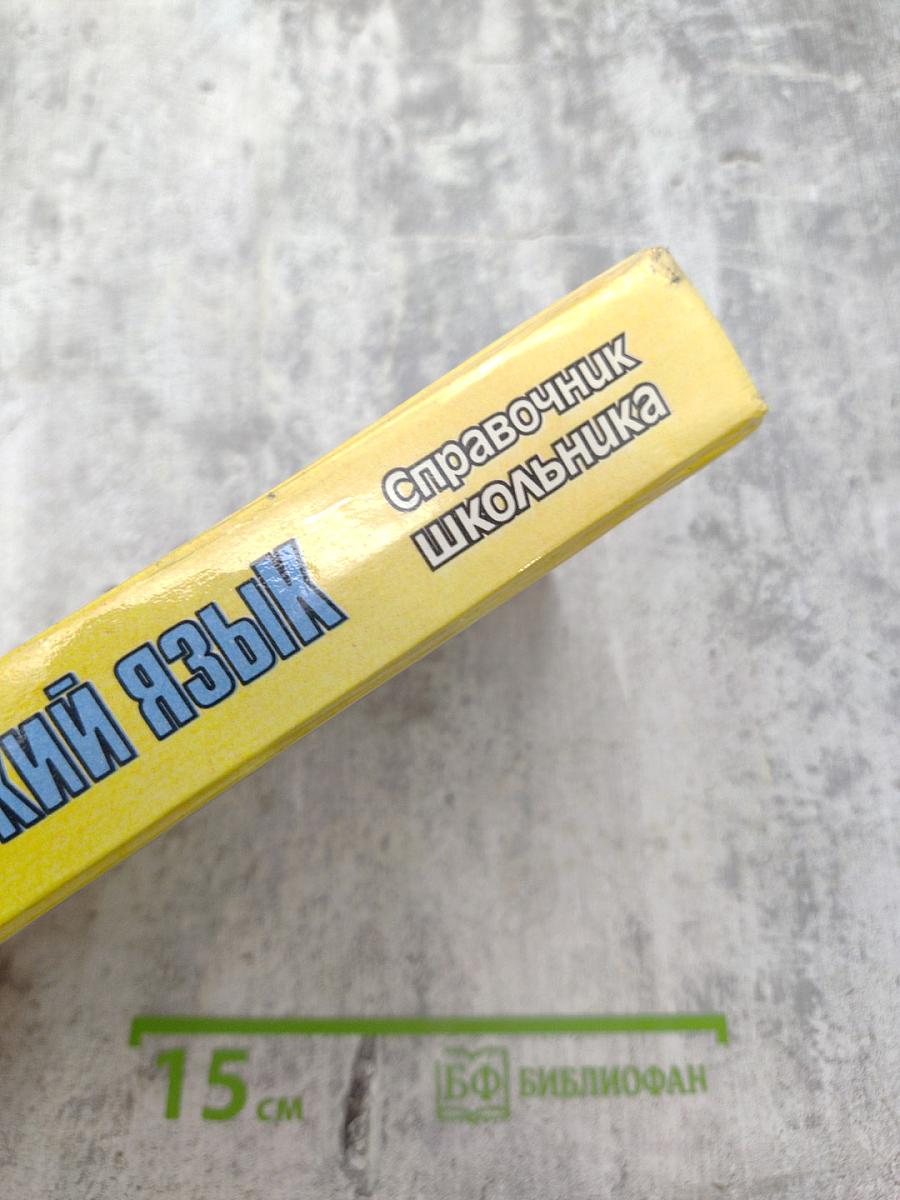 Справочник
школьника
кий язык
15 см
БФ БИБЛИОФАН